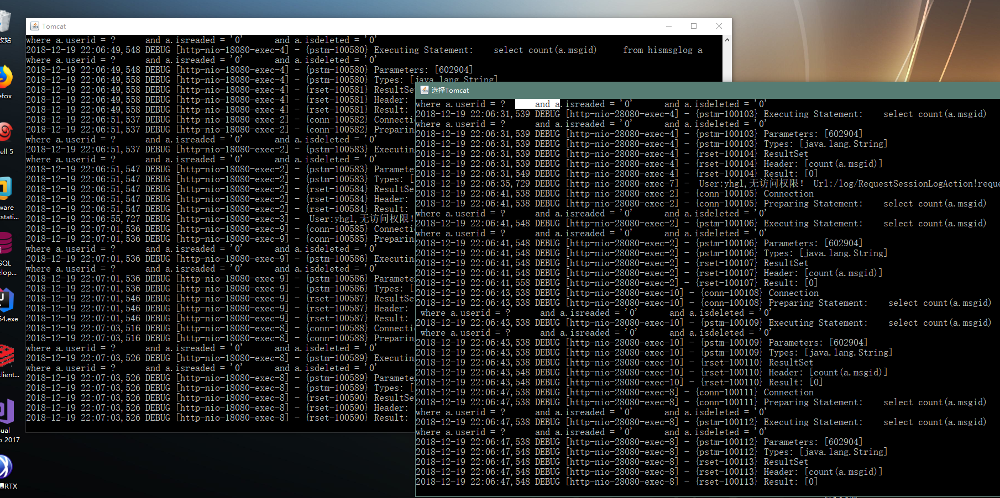 收站
efox
ell 5
ware
stati...
SQL
elop...
64.exe
client...
ual
o 2017
通RTX
Tomcat
where a.userid = ?      and a.isreaded = '0'      and a.isdeleted = '0'
2018-12-19 22:06:49,548 DEBUG [http-nio-18080-exec-4] - {pstm-100580} Executing Statement:    select count(a.msgid)     from hismsglog a
where a.userid = ?      and a.isreaded = '0'      and a.isdeleted = '0'
2018-12-19 22:06:49,548 DEBUG [http-nio-18080-exec-4] - {pstm-100580} Parameters: [602904]
2018-12-19 22:06:49,558 DEBUG [http-nio-18080-exec-4] - {pstm-100580} Types: [java.lang.String]
2018-12-19 22:06:49,558 DEBUG [http-nio-18080-exec-4] - {rset-100581} ResultSe
2018-12-19 22:06:49,558 DEBUG [http-nio-18080-exec-4] - {rset-100581} Header:
2018-12-19 22:06:49,558 DEBUG [http-nio-18080-exec-4] - {rset-100581} Result:
2018-12-19 22:06:51,537 DEBUG [http-nio-18080-exec-2] - {conn-100582} Connectio
2018-12-19 22:06:51,537 DEBUG [http-nio-18080-exec-2] - {conn-100582} Preparin
where a.userid = ?      and a.isreaded = '0'      and a.isdeleted = '0'
2018-12-19 22:06:51,537 DEBUG [http-nio-18080-exec-2] - {pstm-100583} Executin
where a.userid = ?      and a.isreaded = '0'      and a.isdeleted = '0'
2018-12-19 22:06:51,547 DEBUG [http-nio-18080-exec-2] - {pstm-100583} Paramete
2018-12-19 22:06:51,547 DEBUG [http-nio-18080-exec-2] - {pstm-100583} Types: [
2018-12-19 22:06:51,547 DEBUG [http-nio-18080-exec-2] - {rset-100584} ResultSe
2018-12-19 22:06:51,547 DEBUG [http-nio-18080-exec-2] - {rset-100584} Header:
2018-12-19 22:06:51,547 DEBUG [http-nio-18080-exec-2] - {rset-100584} Result:
2018-12-19 22:06:55,727 DEBUG [http-nio-18080-exec-3] -  User:yhgl,无访问权限！
2018-12-19 22:07:01,536 DEBUG [http-nio-18080-exec-9] - {conn-100585} Connectio
2018-12-19 22:07:01,536 DEBUG [http-nio-18080-exec-9] - {conn-100585} Preparin
where a.userid = ?      and a.isreaded = '0'      and a.isdeleted = '0'
2018-12-19 22:07:01,536 DEBUG [http-nio-18080-exec-9] - {pstm-100586} Executin
where a.userid = ?      and a.isreaded = '0'      and a.isdeleted = '0'
2018-12-19 22:07:01,536 DEBUG [http-nio-18080-exec-9] - {pstm-100586} Paramete
2018-12-19 22:07:01,536 DEBUG [http-nio-18080-exec-9] - {pstm-100586} Types: [
2018-12-19 22:07:01,546 DEBUG [http-nio-18080-exec-9] - {rset-100587} ResultSe
2018-12-19 22:07:01,546 DEBUG [http-nio-18080-exec-9] - {rset-100587} Header:
2018-12-19 22:07:01,546 DEBUG [http-nio-18080-exec-9] - {rset-100587} Result:
2018-12-19 22:07:03,516 DEBUG [http-nio-18080-exec-8] - {conn-100588} Connectio
2018-12-19 22:07:03,516 DEBUG [http-nio-18080-exec-8] - {conn-100588} Preparin
where a.userid = ?      and a.isreaded = '0'      and a.isdeleted = '0'
2018-12-19 22:07:03,526 DEBUG [http-nio-18080-exec-8] - {pstm-100589} Executin
where a.userid = ?      and a.isreaded = '0'      and a.isdeleted = '0'
2018-12-19 22:07:03,526 DEBUG [http-nio-18080-exec-8] - {pstm-100589} Paramete
2018-12-19 22:07:03,526 DEBUG [http-nio-18080-exec-8] - {pstm-100589} Types: [
2018-12-19 22:07:03,526 DEBUG [http-nio-18080-exec-8] - {rset-100590} ResultSe
2018-12-19 22:07:03,526 DEBUG [http-nio-18080-exec-8] - {rset-100590} Header:
2018-12-19 22:07:03,526 DEBUG [http-nio-18080-exec-8] - {rset-100590} Result:
选择Tomcat
where a.userid = ?      and a.isreaded = '0'      and a.isdeleted = '0'
2018-12-19 22:06:31,539 DEBUG [http-nio-28080-exec-4] - {pstm-100103} Executing Statement:    select count(a.msgid)
where a.userid = ?      and a.isreaded = '0'      and a.isdeleted = '0'
2018-12-19 22:06:31,539 DEBUG [http-nio-28080-exec-4] - {pstm-100103} Parameters: [602904]
2018-12-19 22:06:31,539 DEBUG [http-nio-28080-exec-4] - {pstm-100103} Types: [java.lang.String]
2018-12-19 22:06:31,539 DEBUG [http-nio-28080-exec-4] - {rset-100104} ResultSet
2018-12-19 22:06:31,539 DEBUG [http-nio-28080-exec-4] - {rset-100104} Header: [count(a.msgid)]
2018-12-19 22:06:31,549 DEBUG [http-nio-28080-exec-4] - {rset-100104} Result: [0]
2018-12-19 22:06:35,729 DEBUG [http-nio-28080-exec-7] -  User:yhgl,无访问权限！ Url:/log/RequestSessionLogAction!reque
2018-12-19 22:06:41,538 DEBUG [http-nio-28080-exec-2] - {conn-100105} Connection
2018-12-19 22:06:41,538 DEBUG [http-nio-28080-exec-2] - {conn-100105} Preparing Statement:    select count(a.msgid)
where a.userid = ?      and a.isreaded = '0'      and a.isdeleted = '0'
2018-12-19 22:06:41,548 DEBUG [http-nio-28080-exec-2] - {pstm-100106} Executing Statement:    select count(a.msgid)
where a.userid = ?      and a.isreaded = '0'      and a.isdeleted = '0'
2018-12-19 22:06:41,548 DEBUG [http-nio-28080-exec-2] - {pstm-100106} Parameters: [602904]
2018-12-19 22:06:41,548 DEBUG [http-nio-28080-exec-2] - {pstm-100106} Types: [java.lang.String]
2018-12-19 22:06:41,548 DEBUG [http-nio-28080-exec-2] - {rset-100107} ResultSet
2018-12-19 22:06:41,548 DEBUG [http-nio-28080-exec-2] - {rset-100107} Header: [count(a.msgid)]
2018-12-19 22:06:41,558 DEBUG [http-nio-28080-exec-2] - {rset-100107} Result: [0]
2018-12-19 22:06:43,538 DEBUG [http-nio-28080-exec-10] - {conn-100108} Connection
2018-12-19 22:06:43,538 DEBUG [http-nio-28080-exec-10] - {conn-100108} Preparing Statement:    select count(a.msgid)
where a.userid = ?      and a.isreaded = '0'      and a.isdeleted = '0'
2018-12-19 22:06:43,538 DEBUG [http-nio-28080-exec-10] - {pstm-100109} Executing Statement:    select count(a.msgid)
where a.userid = ?      and a.isreaded = '0'      and a.isdeleted = '0'
2018-12-19 22:06:43,538 DEBUG [http-nio-28080-exec-10] - {pstm-100109} Parameters: [602904]
2018-12-19 22:06:43,538 DEBUG [http-nio-28080-exec-10] - {pstm-100109} Types: [java.lang.String]
2018-12-19 22:06:43,538 DEBUG [http-nio-28080-exec-10] - {rset-100110} ResultSet
2018-12-19 22:06:43,548 DEBUG [http-nio-28080-exec-10] - {rset-100110} Header: [count(a.msgid)]
2018-12-19 22:06:43,548 DEBUG [http-nio-28080-exec-10] - {rset-100110} Result: [0]
2018-12-19 22:06:47,538 DEBUG [http-nio-28080-exec-8] - {conn-100111} Connection
2018-12-19 22:06:47,538 DEBUG [http-nio-28080-exec-8] - {conn-100111} Preparing Statement:    select count(a.msgid)
where a.userid = ?      and a.isreaded = '0'      and a.isdeleted = '0'
2018-12-19 22:06:47,538 DEBUG [http-nio-28080-exec-8] - {pstm-100112} Executing Statement:    select count(a.msgid)
where a.userid = ?      and a.isreaded = '0'      and a.isdeleted = '0'
2018-12-19 22:06:47,538 DEBUG [http-nio-28080-exec-8] - {pstm-100112} Parameters: [602904]
2018-12-19 22:06:47,548 DEBUG [http-nio-28080-exec-8] - {pstm-100112} Types: [java.lang.String]
2018-12-19 22:06:47,548 DEBUG [http-nio-28080-exec-8] - {rset-100113} ResultSet
2018-12-19 22:06:47,548 DEBUG [http-nio-28080-exec-8] - {rset-100113} Header: [count(a.msgid)]
2018-12-19 22:06:47,548 DEBUG [http-nio-28080-exec-8] - {rset-100113} Result: [0]